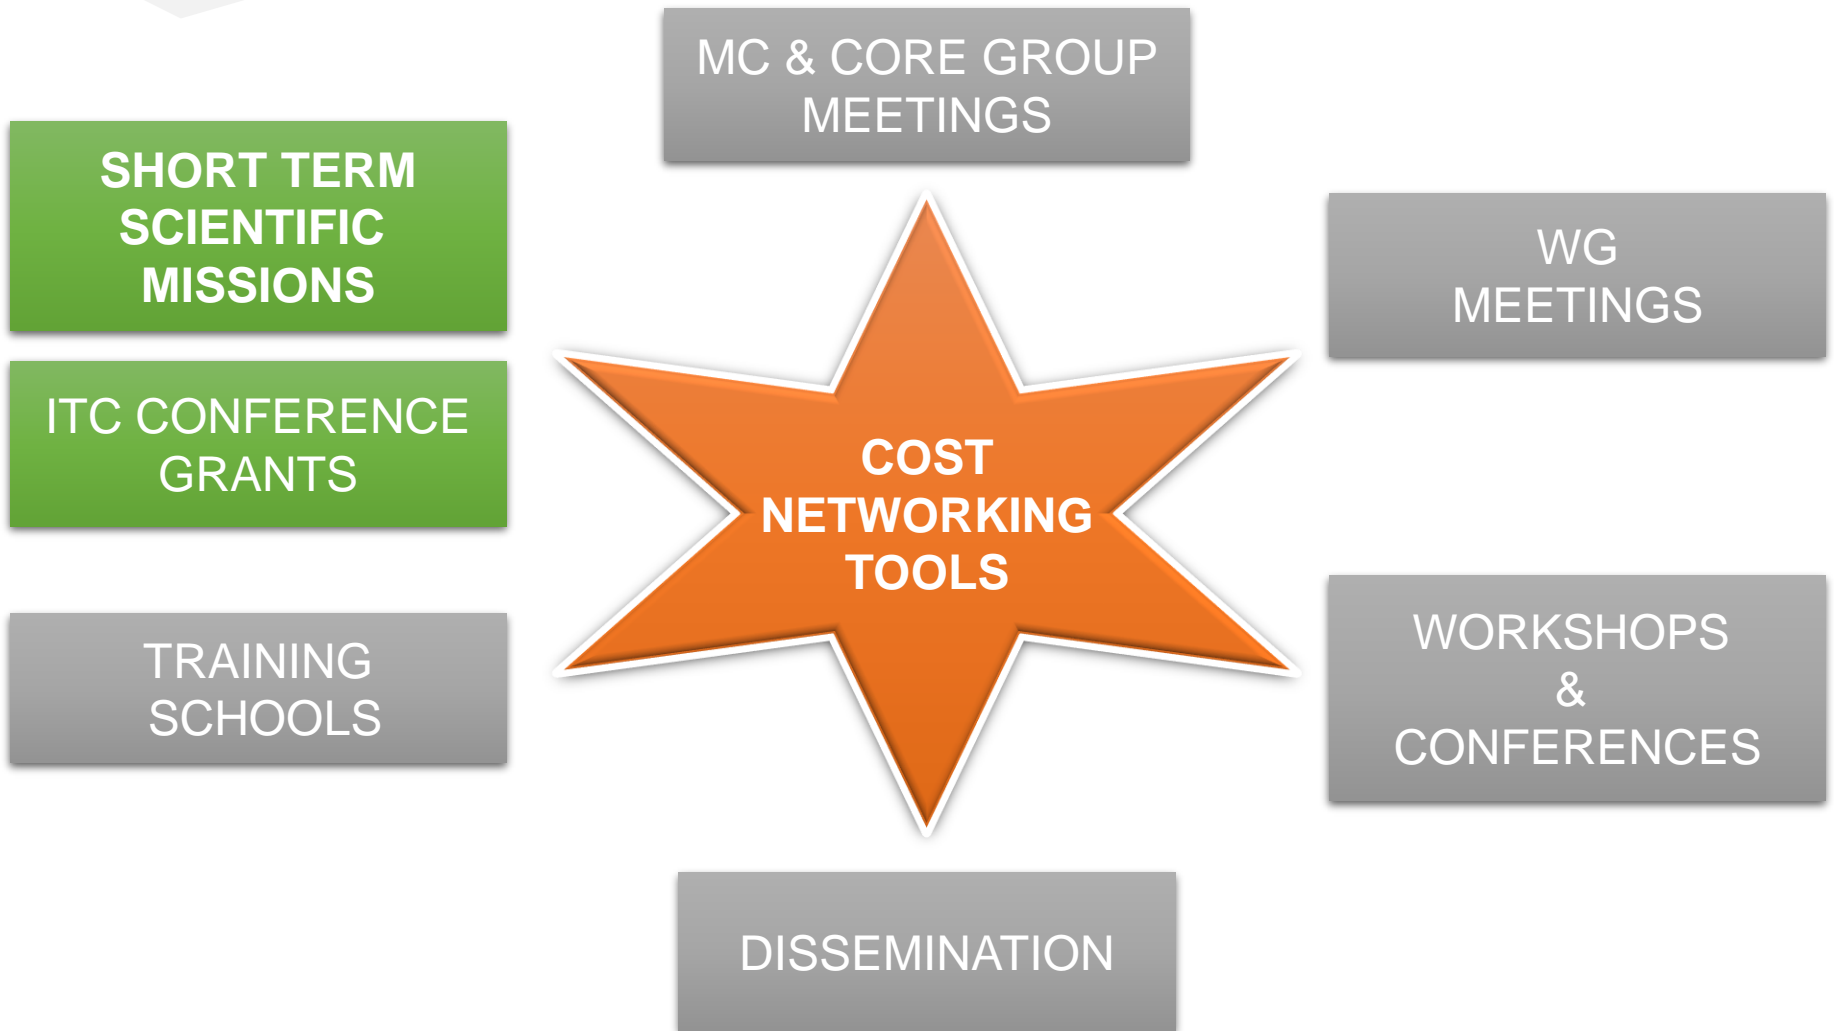 MC & CORE GROUP
MEETINGS
SHORT TERM
SCIENTIFIC
MISSIONS
WG
MEETINGS
ITC CONFERENCE
GRANTS
COST
NETWORKING
TOOLS
TRAINING
SCHOOLS
WORKSHOPS
&
CONFERENCES
DISSEMINATION